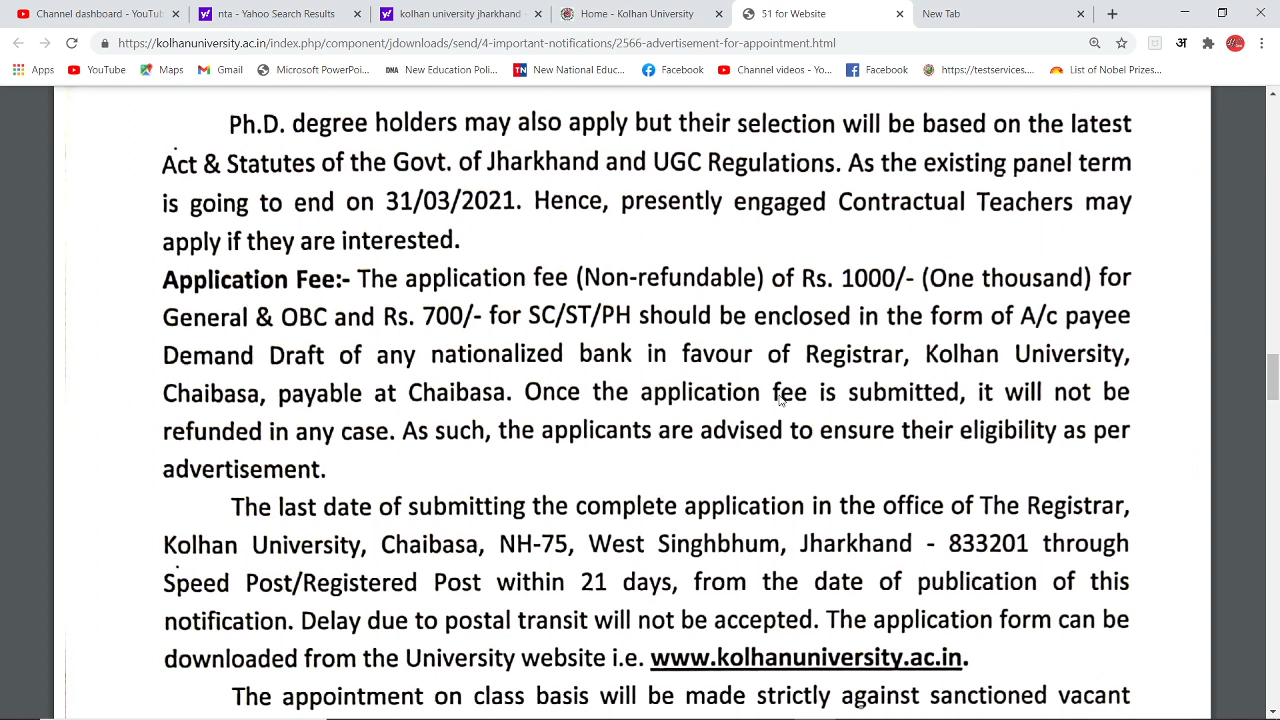 Channel dashboard - YouTub
nta - Yahoo Search Results
kolhan university jharkhand -
Home - Kolhan University
51 for Website
New Tab
https://kolhanuniversity.ac.in/index.php/component/jdownloads/send/4-important-notifications/2566-advertisement-for-appointment.html
अ
Apps
YouTube
Maps
Gmail
Microsoft PowerPoi...
DNA New Education Poli...
TN New National Educ...
Facebook
Channel videos - Yo...
Facebook
https://testservices....
List of Nobel Prizes...
Ph.D. degree holders may also apply but their selection will be based on the latest
Act & Statutes of the Govt. of Jharkhand and UGC Regulations. As the existing panel term
is going to end on 31/03/2021. Hence, presently engaged Contractual Teachers may
apply if they are interested.
Application Fee:- The application fee (Non-refundable) of Rs. 1000/- (One thousand) for
General & OBC and Rs. 700/- for SC/ST/PH should be enclosed in the form of A/c payee
Demand Draft of any nationalized bank in favour of Registrar, Kolhan University,
Chaibasa, payable at Chaibasa. Once the application fee is submitted, it will not be
refunded in any case. As such, the applicants are advised to ensure their eligibility as per
advertisement.
The last date of submitting the complete application in the office of The Registrar,
Kolhan University, Chaibasa, NH-75, West Singhbhum, Jharkhand - 833201 through
Speed Post/Registered Post within 21 days, from the date of publication of this
notification. Delay due to postal transit will not be accepted. The application form can be
downloaded from the University website i.e. www.kolhanuniversity.ac.in.
The appointment on class basis will be made strictly against sanctioned vacant